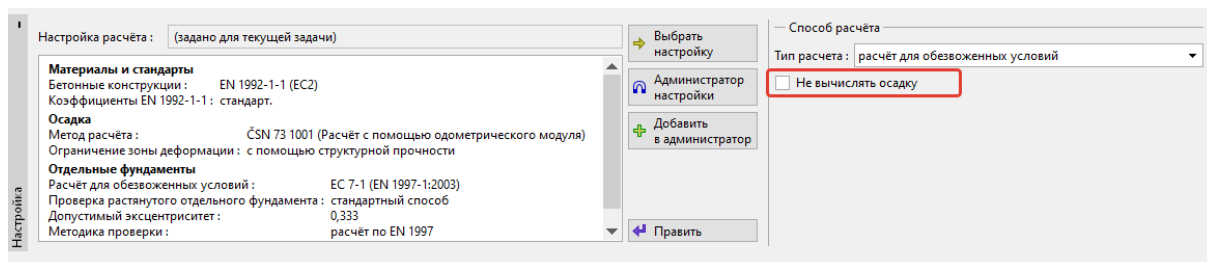 Настройка расчёта : (задано для текущей задачи)
Материалы и стандарты
Бетонные конструкции : EN 1992-1-1 (EC2)
Коэффициенты EN 1992-1-1 : стандарт.
Осадка
Метод расчёта : ČSN 73 1001 (Расчёт с помощью одометрического модуля)
Ограничение зоны деформации : с помощью структурной прочности
Отдельные фундаменты
Расчёт для обезвоженных условий : EC 7-1 (EN 1997-1:2003)
Проверка растянутого отдельного фундамента : стандартный способ
Допустимый эксцентриситет : 0,333
Методика проверки : расчёт по EN 1997
Выбрать
настройку
Администратор
настройки
Добавить
в администратор
Править
Способ расчёта
Тип расчета : расчёт для обезвоженных условий
Не вычислять осадку
Настройка